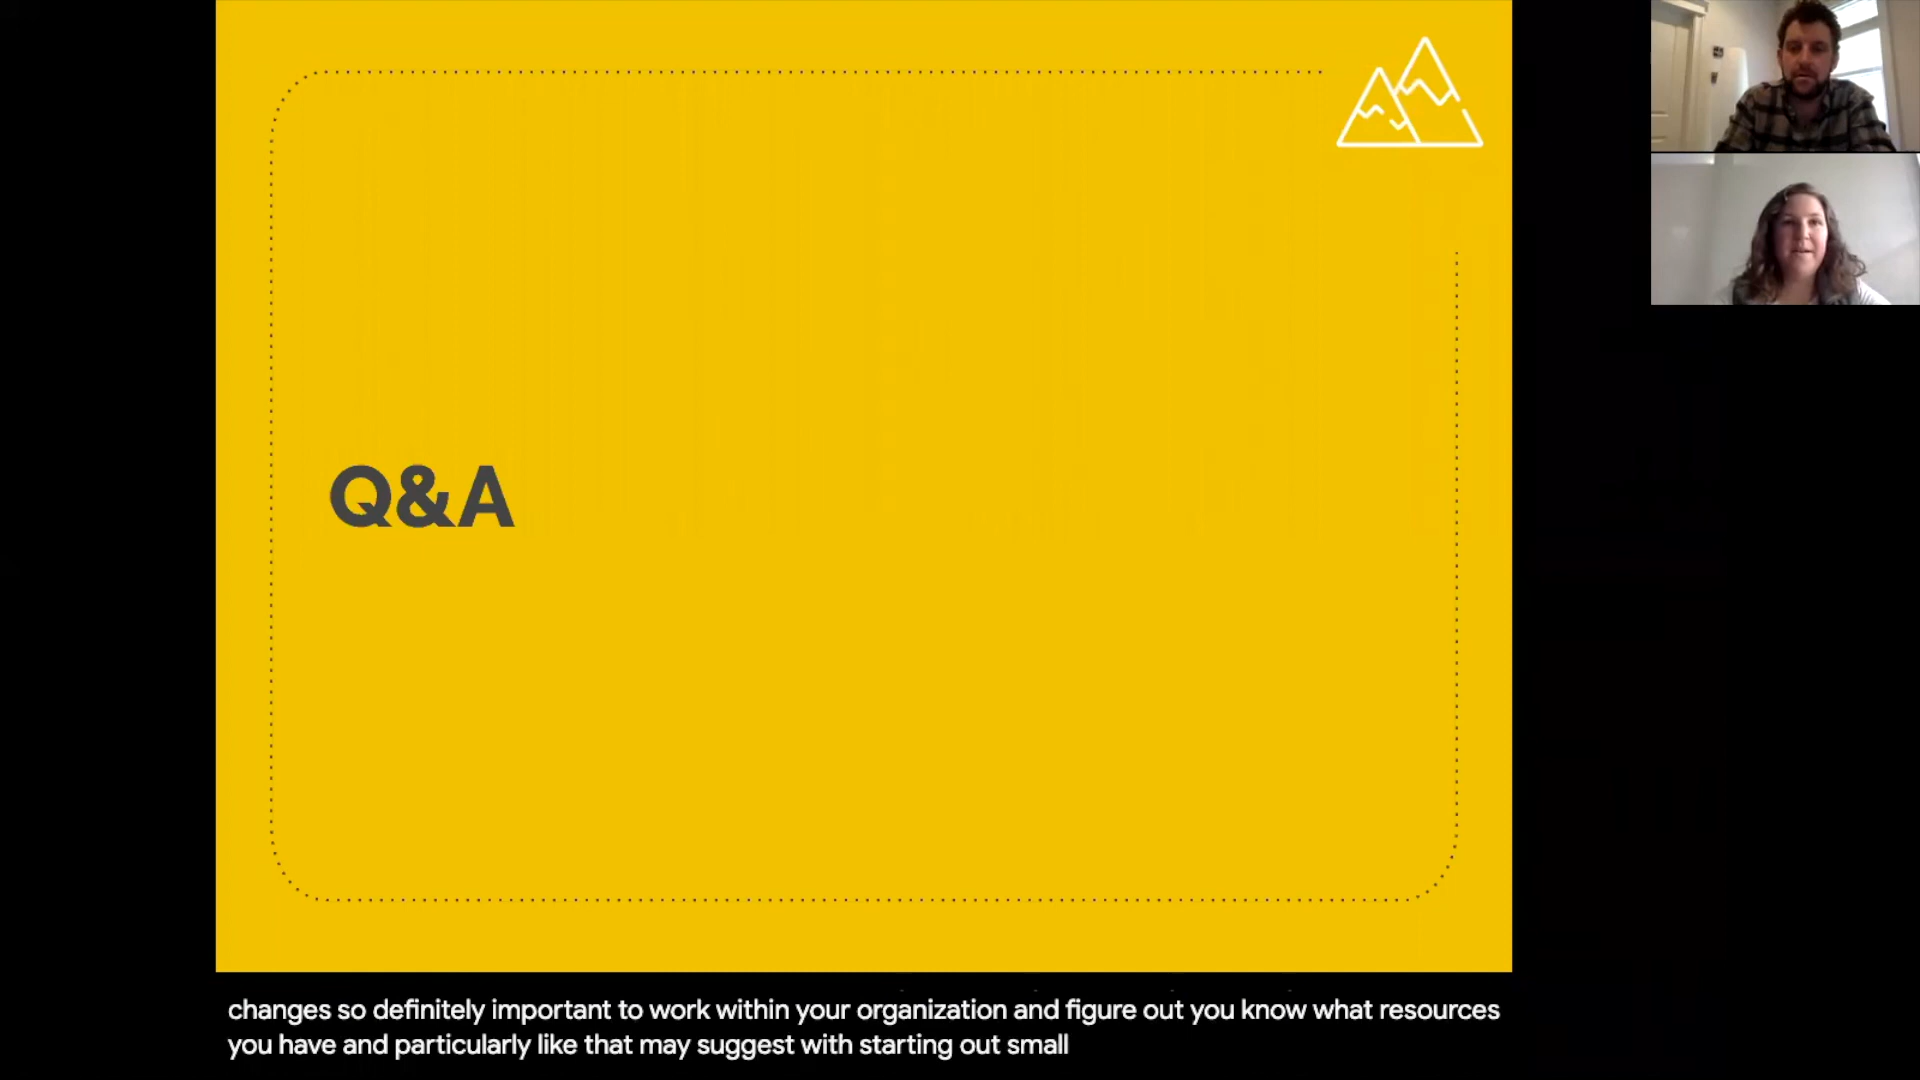 Q&A
changes so definitely important to work within your organization and figure out you know what resources
you have and particularly like that may suggest with starting out small